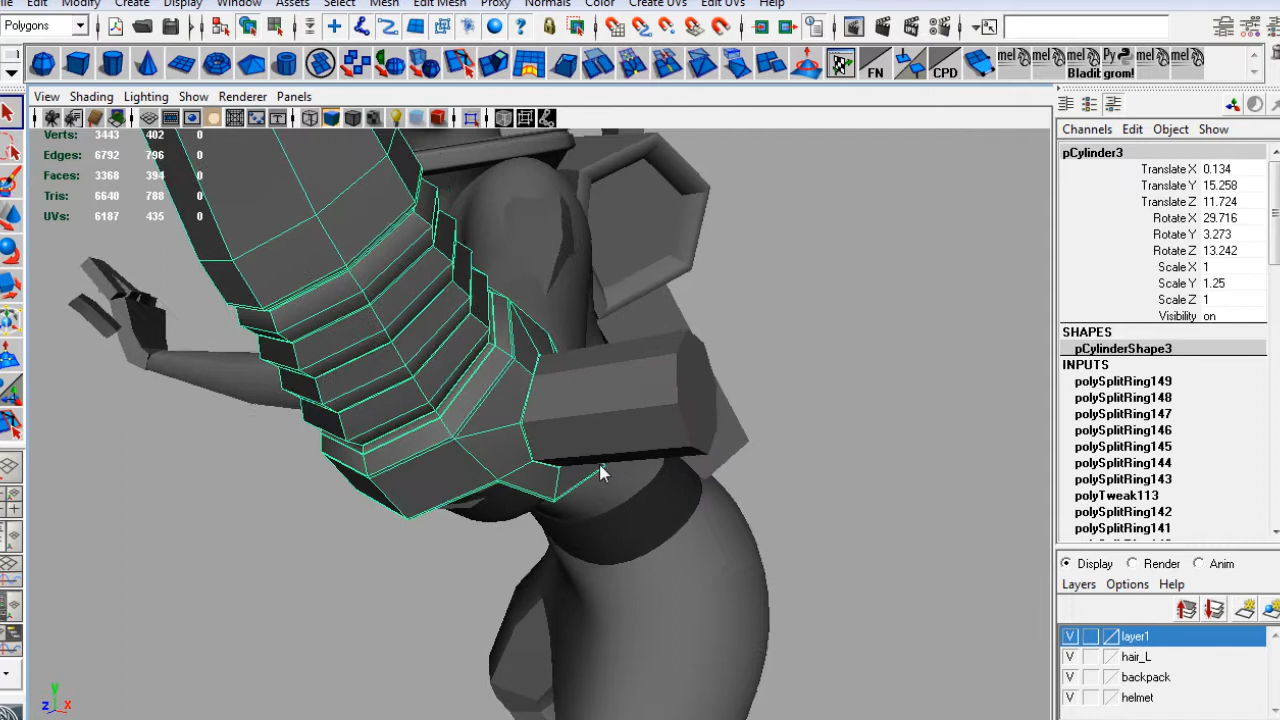 File Edit Modify Create Display Window Assets Select Mesh Edit Mesh Proxy Normals Color Create UVs Edit UVs Help
Polygons
FN CPD mel mel mel Py mel mel
Bladit grom!
View Shading Lighting Show Renderer Panels
Verts: 3443 402 0
Edges: 6792 796 0
Faces: 3368 394 0
Tris: 6640 788 0
UVs: 6187 435 0
Channels Edit Object Show
pCylinder3
Translate X 0.134
Translate Y 15.258
Translate Z 11.724
Rotate X 29.716
Rotate Y 3.273
Rotate Z 13.242
Scale X 1
Scale Y 1.25
Scale Z 1
Visibility on
SHAPES
pCylinderShape3
INPUTS
polySplitRing149
polySplitRing148
polySplitRing147
polySplitRing146
polySplitRing145
polySplitRing144
polySplitRing143
polyTweak113
polySplitRing142
polySplitRing141
Display Render Anim
Layers Options Help
V layer1
V hair_L
V backpack
V helmet
y
z x